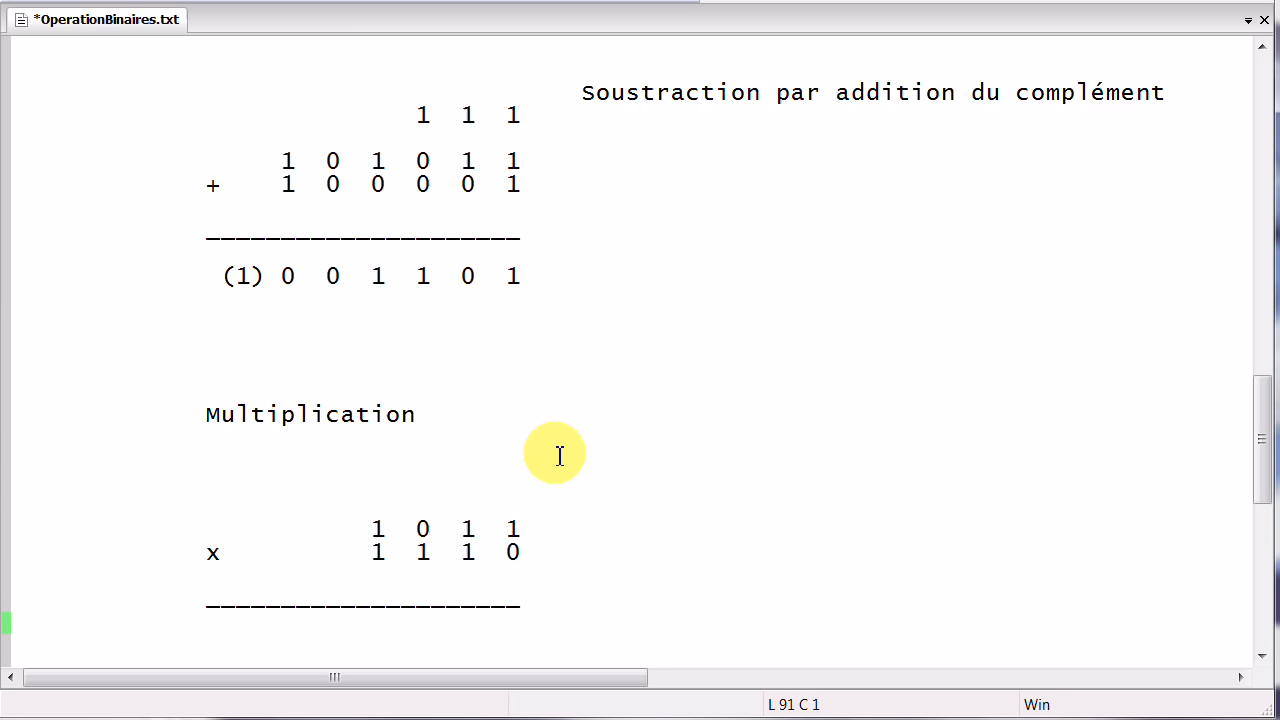 *OperationBinaires.txt
Soustraction par addition du complément
1 1 1
1 0 1 0 1 1
+ 1 0 0 0 0 1
_____________________
(1) 0 0 1 1 0 1
Multiplication
1 0 1 1
x 1 1 1 0
_____________________
L 91 C 1 Win